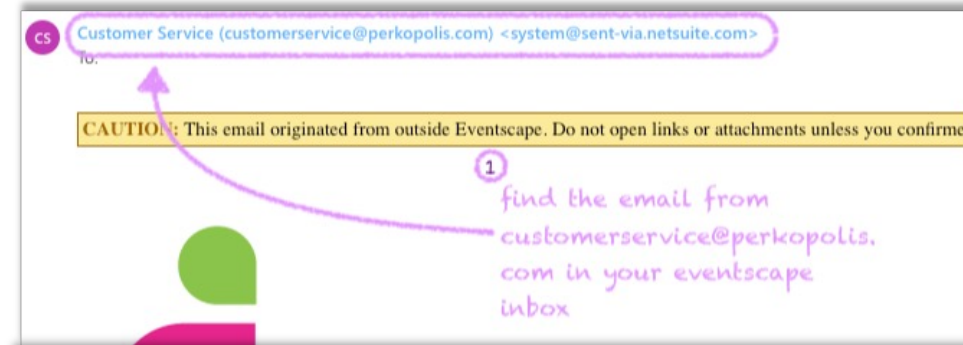 CS
Customer Service (customerservice@perkopolis.com) <system@sent-via.netsuite.com>
To:
CAUTION: This email originated from outside Eventscape. Do not open links or attachments unless you confirme
1
find the email from
customerservice@perkopolis.
com in your eventscape
inbox